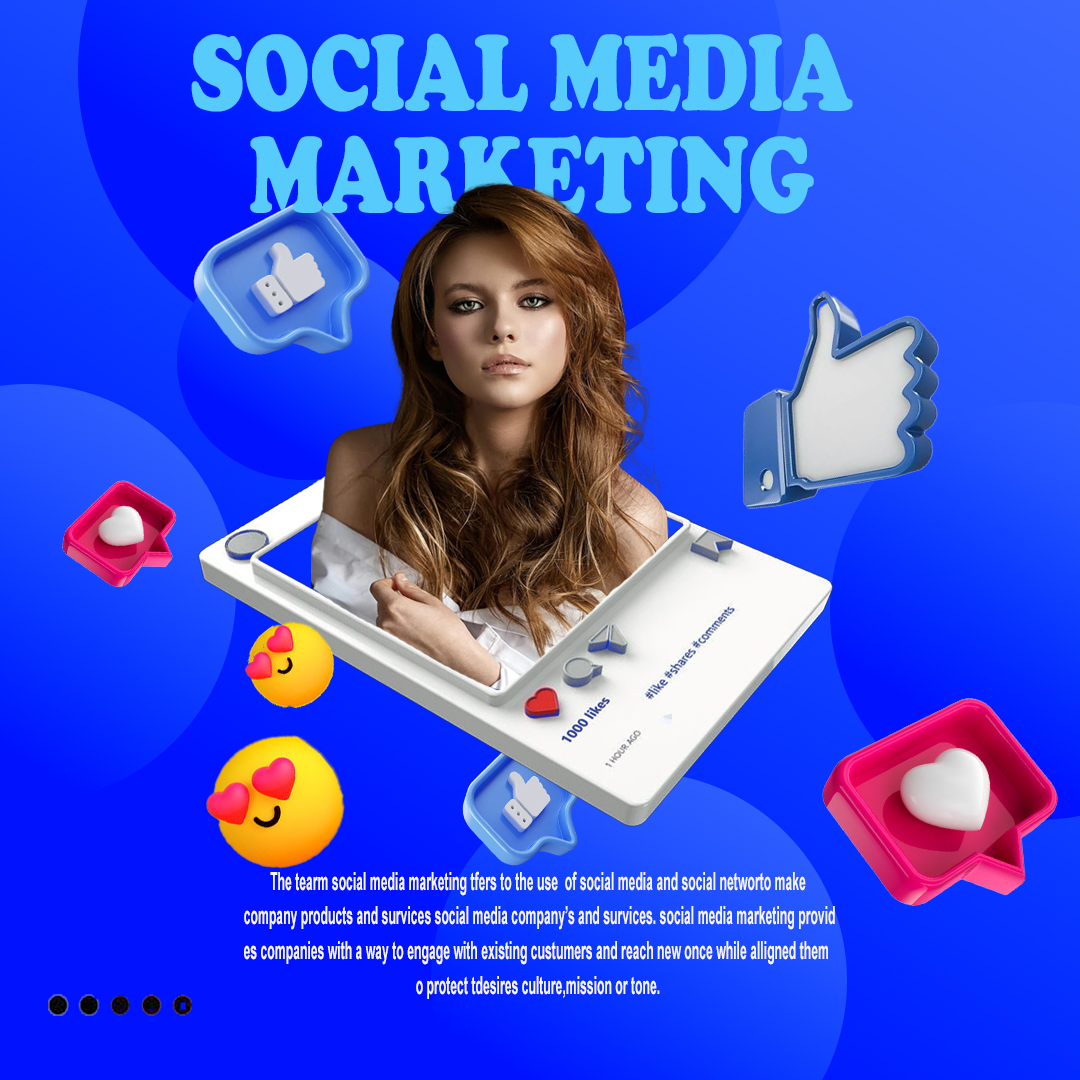 SOCIAL MEDIA
MARKETING
#like #shares #comments
1000 likes
1 HOUR AGO
The tearm social media marketing tfers to the use of social media and social networto make
company products and survices social media company's and survices. social media marketing provid
es companies with a way to engage with existing custumers and reach new once while alligned them
o protect tdesires culture,mission or tone.